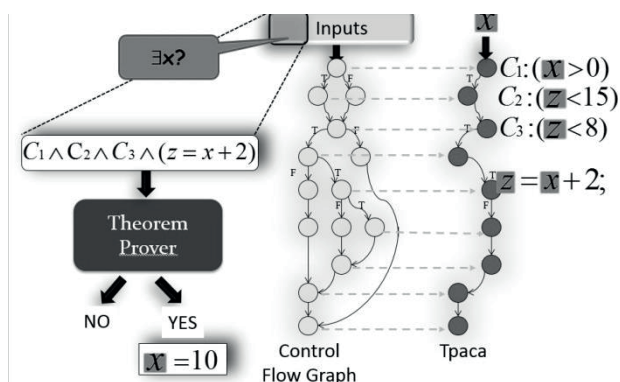 Inputs
x
∃x?
C₁:(x>0)
C₂:(z<15)
C₃:(z<8)
C₁ ∧ C₂ ∧ C₃ ∧ (z = x+2)
z = x+2;
T
F
T
F
T
F
T
T
T
F
Theorem
Prover
NO
YES
x =10
Control
Flow Graph
Tpaca